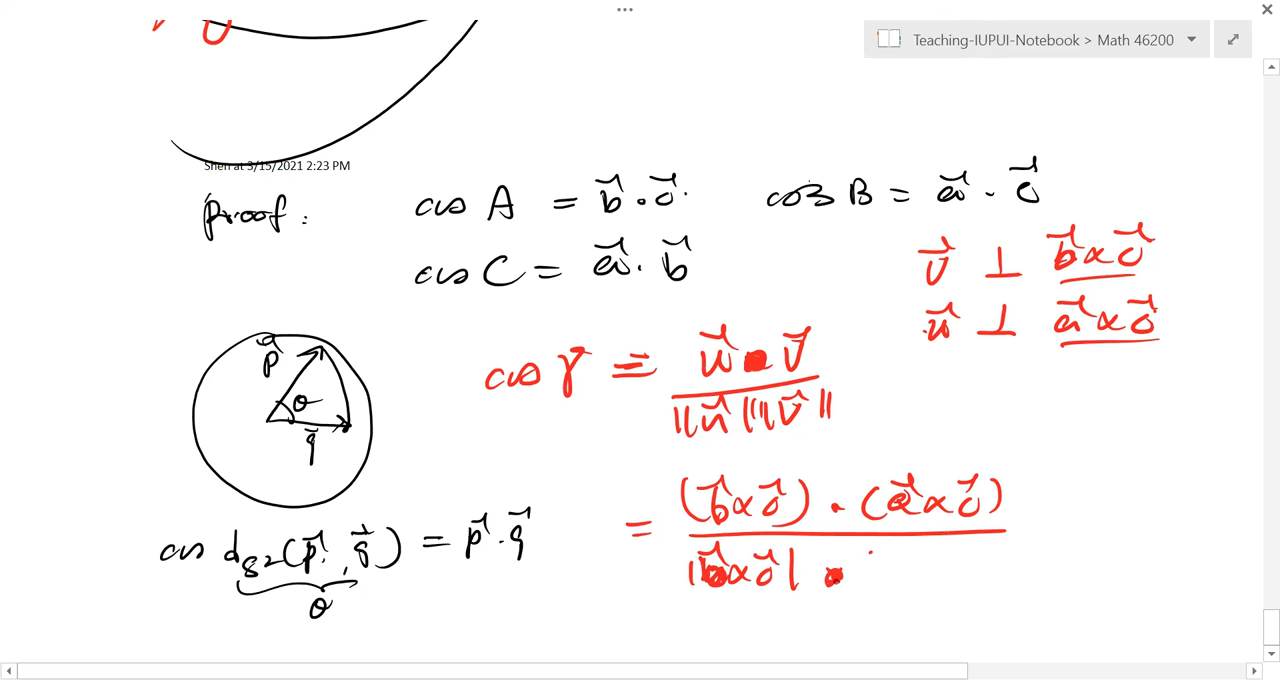 Teaching-IUPUI-Notebook > Math 46200
Shen at 3/15/2021 2:23 PM
Proof: cos A = b⃗ · c⃗ cos B = a⃗ · c⃗
cos C = a⃗ · b⃗
v⃗ ⊥ b⃗ × c⃗
u⃗ ⊥ a⃗ × c⃗
p⃗
θ
q⃗
cos γ = u⃗ · v⃗ / ||u⃗|| ||v⃗||
= (b⃗ × c⃗) · (a⃗ × c⃗) / |b⃗ × c⃗| ·
cos d_S²(p⃗, q⃗) = p⃗ · q⃗
θ